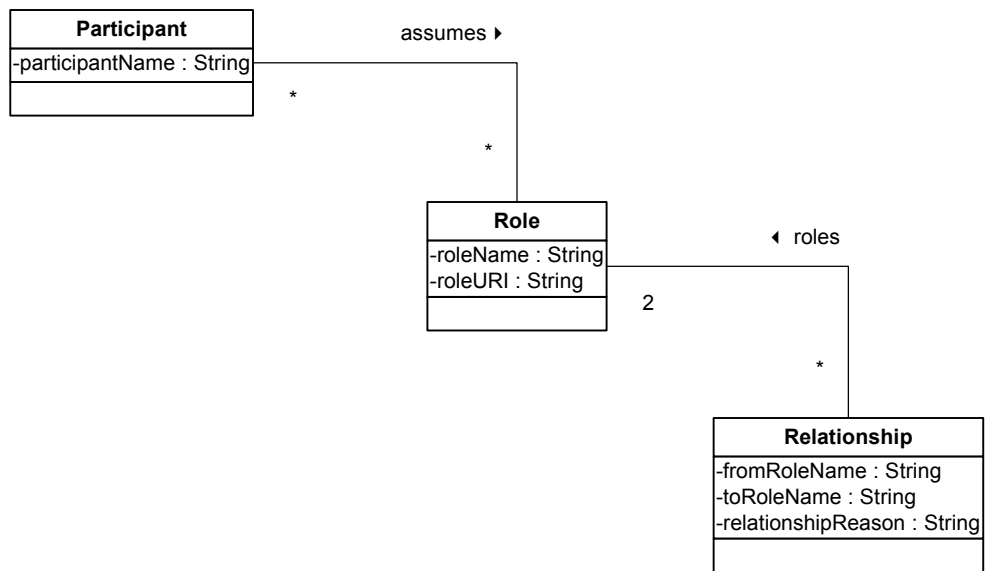 Participant
-participantName : String
assumes
*
*
Role
-roleName : String
-roleURI : String
roles
2
*
Relationship
-fromRoleName : String
-toRoleName : String
-relationshipReason : String